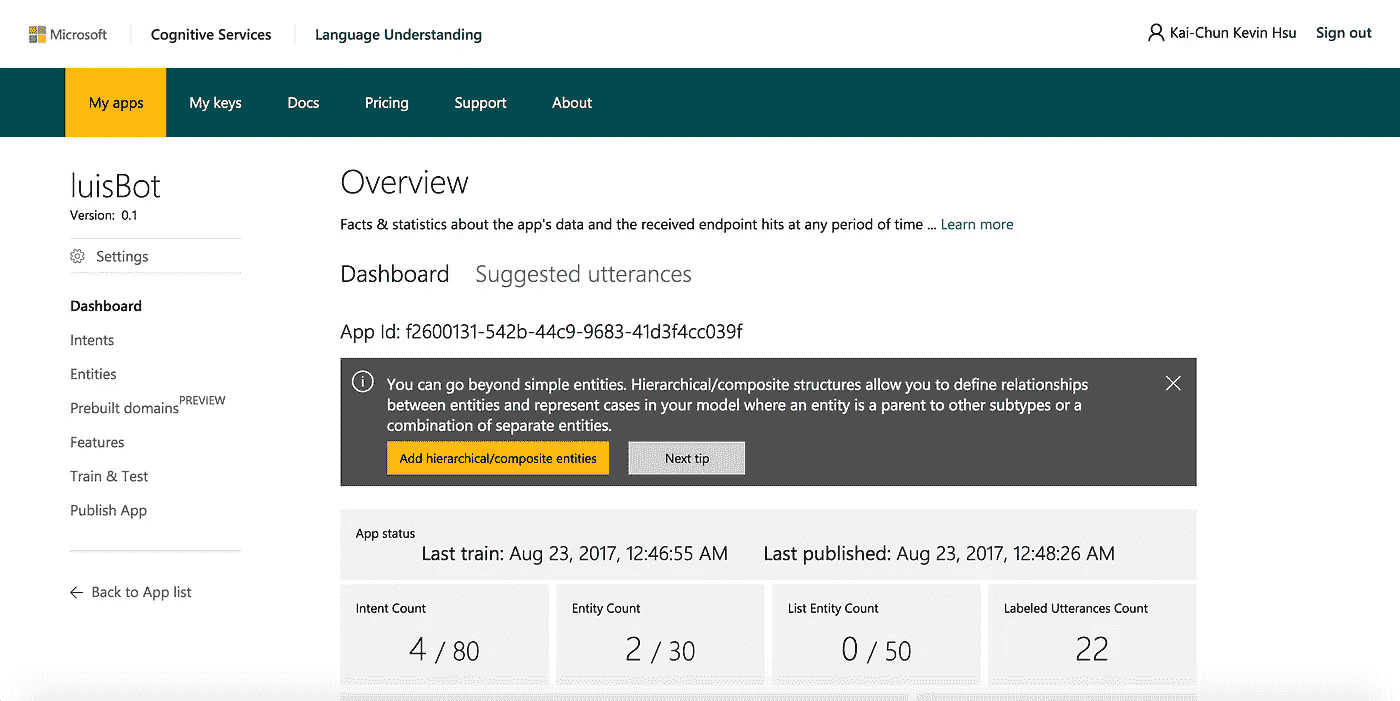 Microsoft Cognitive Services Language Understanding Kai-Chun Kevin Hsu Sign out
My apps My keys Docs Pricing Support About
luisBot
Version: 0.1
Settings
Dashboard
Intents
Entities
Prebuilt domains PREVIEW
Features
Train & Test
Publish App
Back to App list
Overview
Facts & statistics about the app's data and the received endpoint hits at any period of time ... Learn more
Dashboard Suggested utterances
App Id: f2600131-542b-44c9-9683-41d3f4cc039f
You can go beyond simple entities. Hierarchical/composite structures allow you to define relationships
between entities and represent cases in your model where an entity is a parent to other subtypes or a
combination of separate entities.
Add hierarchical/composite entities Next tip
App status
Last train: Aug 23, 2017, 12:46:55 AM Last published: Aug 23, 2017, 12:48:26 AM
Intent Count Entity Count List Entity Count Labeled Utterances Count
4 / 80 2 / 30 0 / 50 22